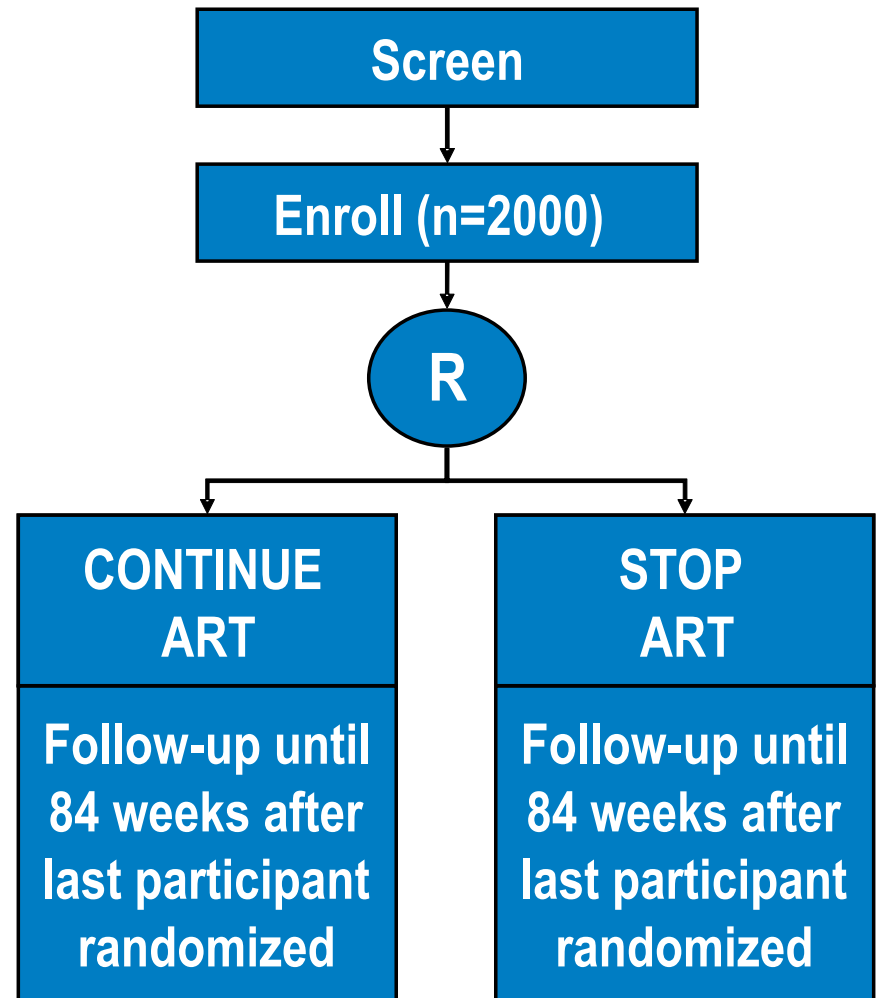 Screen
Enroll (n=2000)
R
CONTINUE
ART
Follow-up until
84 weeks after
last participant
randomized
STOP
ART
Follow-up until
84 weeks after
last participant
randomized